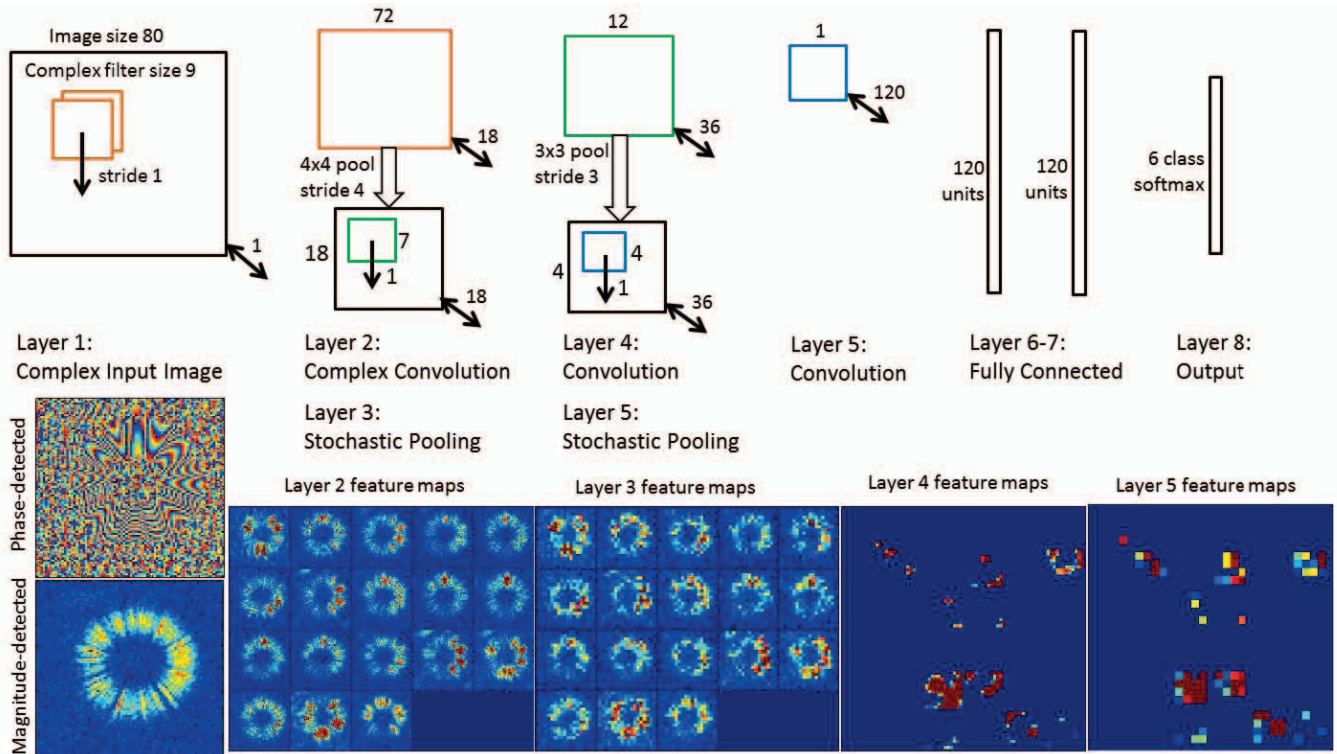 Image size 80
Complex filter size 9
stride 1
1
72
18
4x4 pool
stride 4
18
7
1
18
12
36
3x3 pool
stride 3
4
4
1
36
1
120
120
units
120
units
6 class
softmax
Layer 1:
Complex Input Image
Layer 2:
Complex Convolution
Layer 3:
Stochastic Pooling
Layer 4:
Convolution
Layer 5:
Stochastic Pooling
Layer 5:
Convolution
Layer 6-7:
Fully Connected
Layer 8:
Output
Phase-detected
Magnitude-detected
Layer 2 feature maps
Layer 3 feature maps
Layer 4 feature maps
Layer 5 feature maps